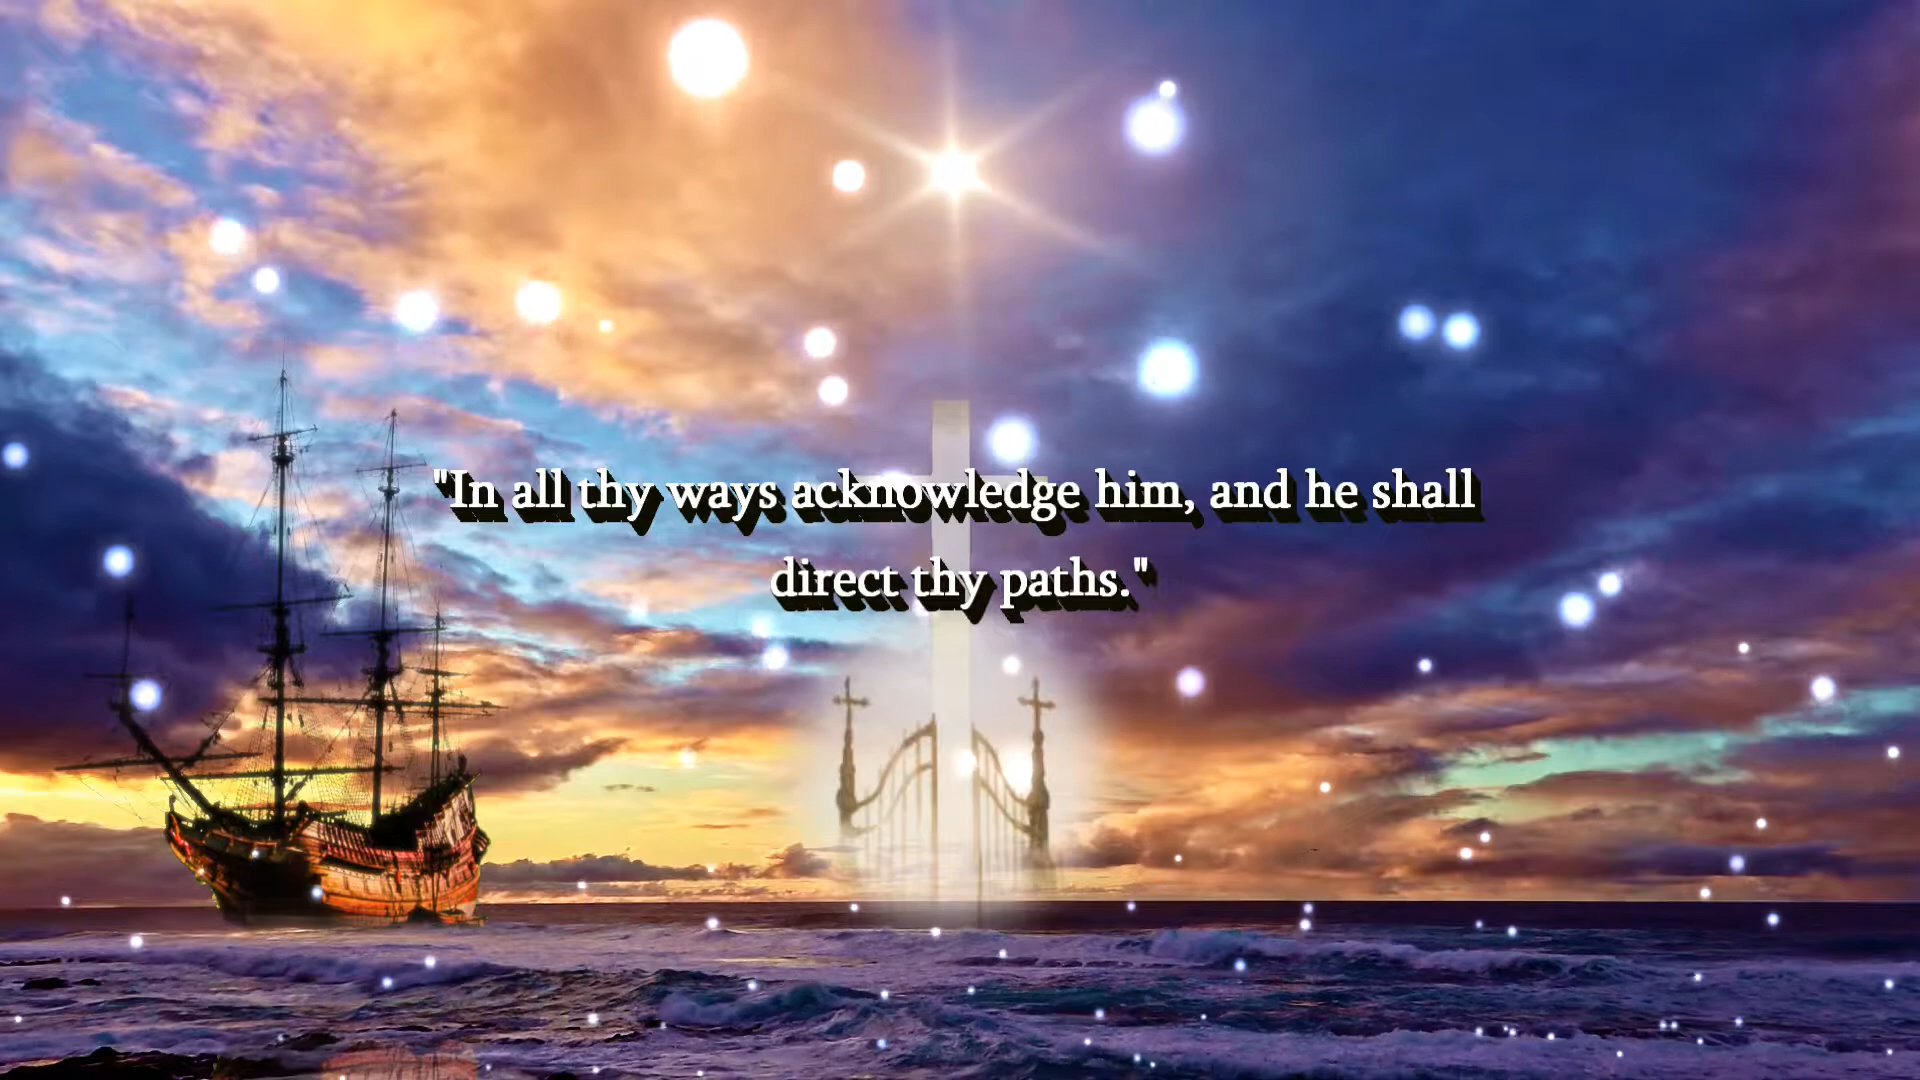 "In all thy ways acknowledge him, and he shall
direct thy paths."